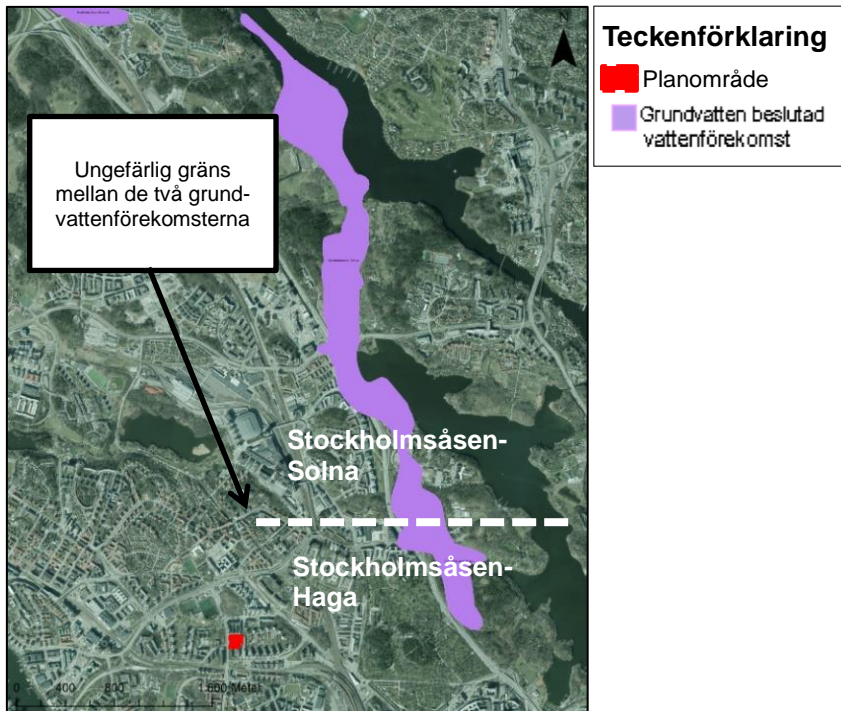 Ungefärlig gräns
mellan de två grund-
vattenförekomsterna
Stockholmsåsen-
Solna
Stockholmsåsen-
Haga
0 400 800 1 600 Meter
Teckenförklaring
Planområde
Grundvatten beslutad
vattenförekomst